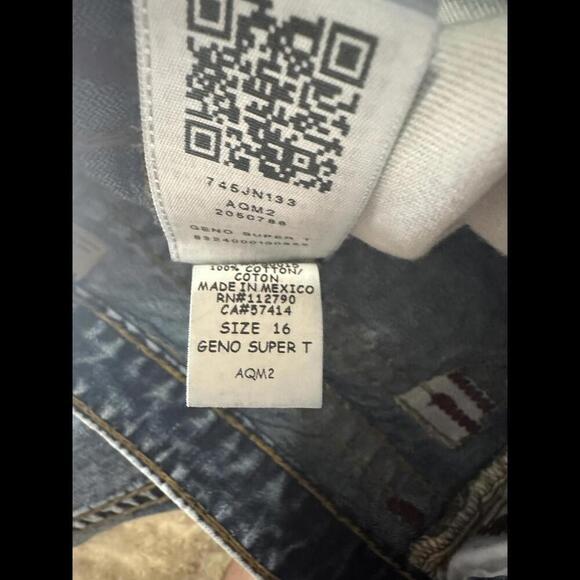 745JN133
AQM2
2050786
GENO SUPER T
100% COTTON/
COTON
MADE IN MEXICO
RN#112790
CA#57414
SIZE 16
GENO SUPER T
AQM2